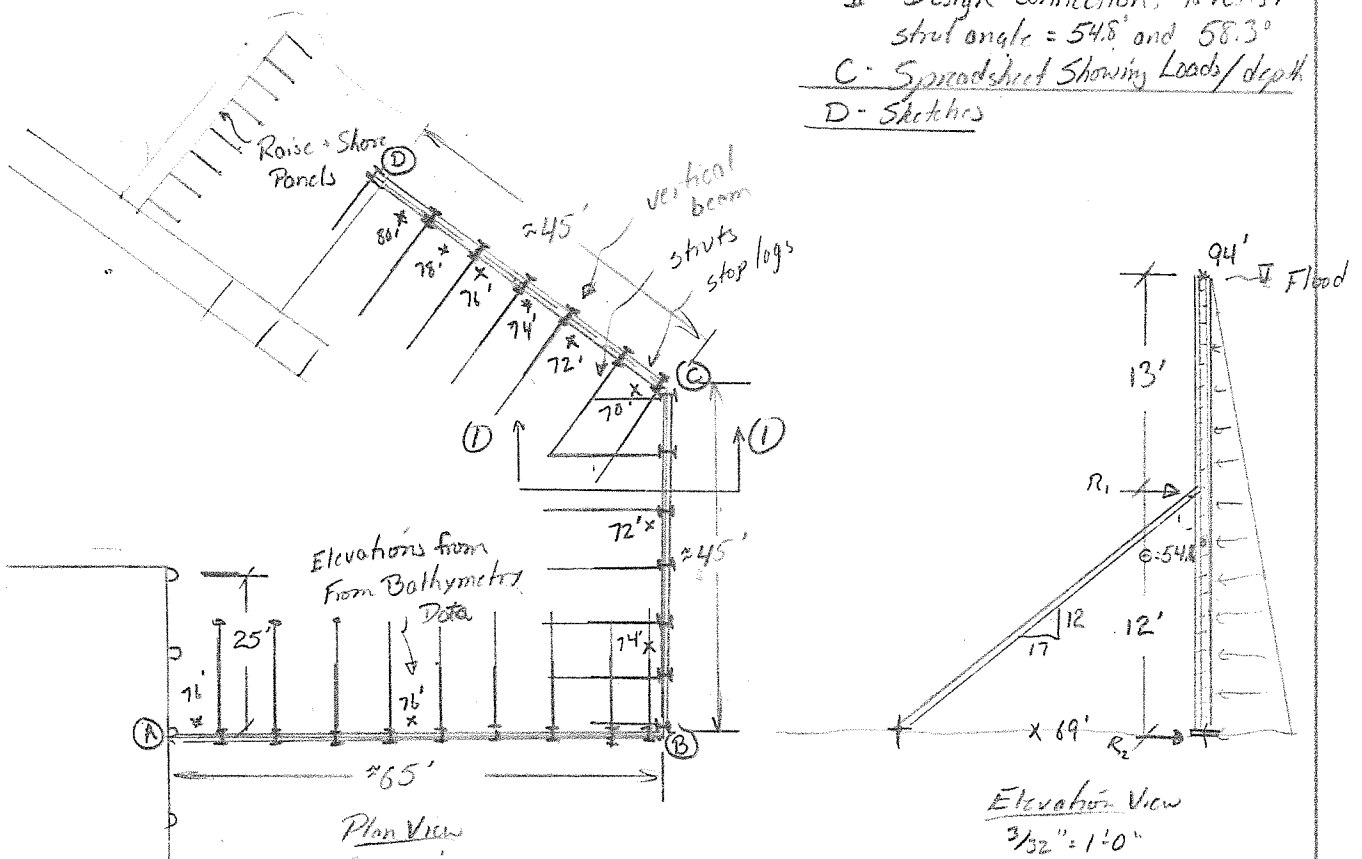 Design Connections
strut angle = 54.8° and 58.3°
C - Spreadsheet Showing Loads/depth
D - Sketches
Raise + Shore
Panels
D
≈45'
vertical
beam
struts
stop logs
80'
78'
76'
74'
72'
70'
C
1
1
72'
≈45'
74'
Elevations from
From Bathymetry
Data
25'
76'
76'
A
B
≈65'
Plan View
94'
Flood
13'
R1
12
17
12'
x 69'
R2
Elevation View
3/32" = 1'-0"